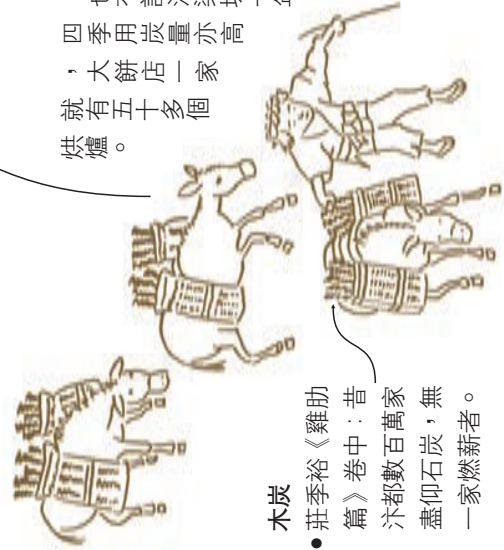 四季用炭量亦高
，大餅店一家
就有五十多個
烘爐。
木炭
● 莊季裕《雞肋
篇》卷中：昔
汴都數百萬家
盡仰石炭，無
一家燃薪者。